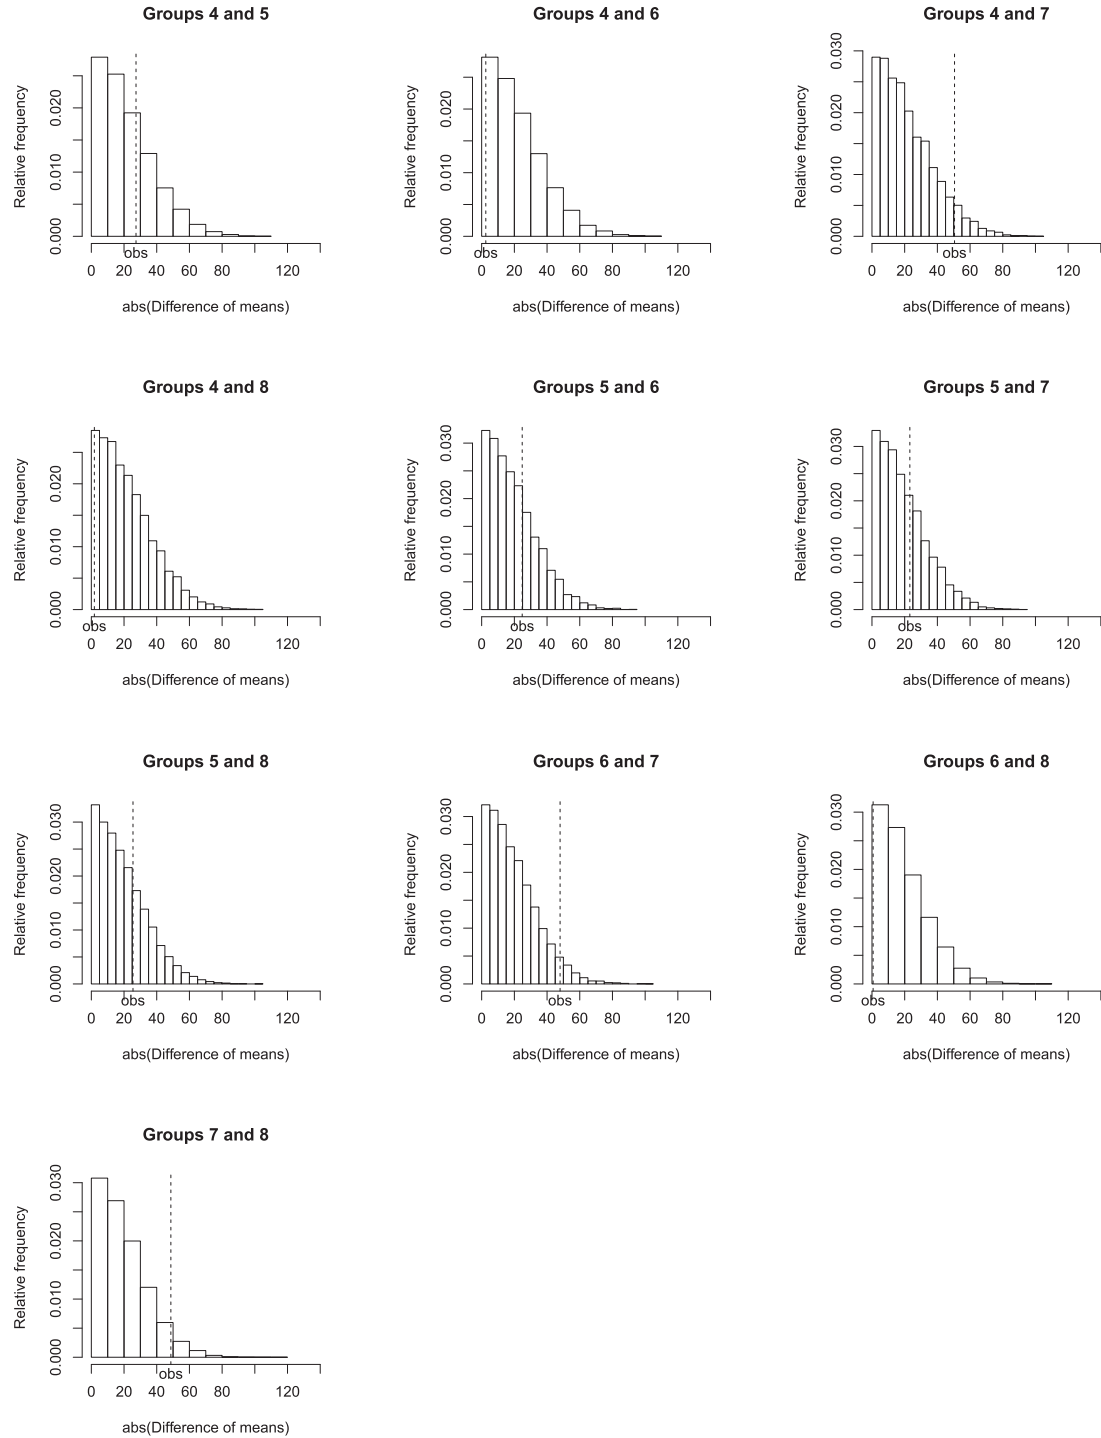 Groups 4 and 5
Relative frequency
0.000 0.010 0.020
obs
0 20 40 60 80 120
abs(Difference of means)
Groups 4 and 6
Relative frequency
0.000 0.010 0.020
obs
0 20 40 60 80 120
abs(Difference of means)
Groups 4 and 7
Relative frequency
0.000 0.010 0.020 0.030
obs
0 20 40 60 80 120
abs(Difference of means)
Groups 4 and 8
Relative frequency
0.000 0.010 0.020
obs
0 20 40 60 80 120
abs(Difference of means)
Groups 5 and 6
Relative frequency
0.000 0.010 0.020 0.030
obs
0 20 40 60 80 120
abs(Difference of means)
Groups 5 and 7
Relative frequency
0.000 0.010 0.020 0.030
obs
0 20 40 60 80 120
abs(Difference of means)
Groups 5 and 8
Relative frequency
0.000 0.010 0.020 0.030
obs
0 20 40 60 80 120
abs(Difference of means)
Groups 6 and 7
Relative frequency
0.000 0.010 0.020 0.030
obs
0 20 40 60 80 120
abs(Difference of means)
Groups 6 and 8
Relative frequency
0.000 0.010 0.020 0.030
obs
0 20 40 60 80 120
abs(Difference of means)
Groups 7 and 8
Relative frequency
0.000 0.010 0.020 0.030
obs
0 20 40 60 80 120
abs(Difference of means)